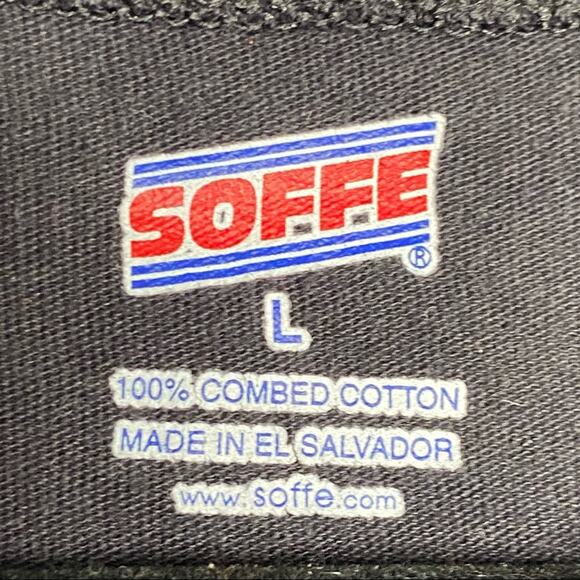 SOFFE
®
L
100% COMBED COTTON
MADE IN EL SALVADOR
www.soffe.com